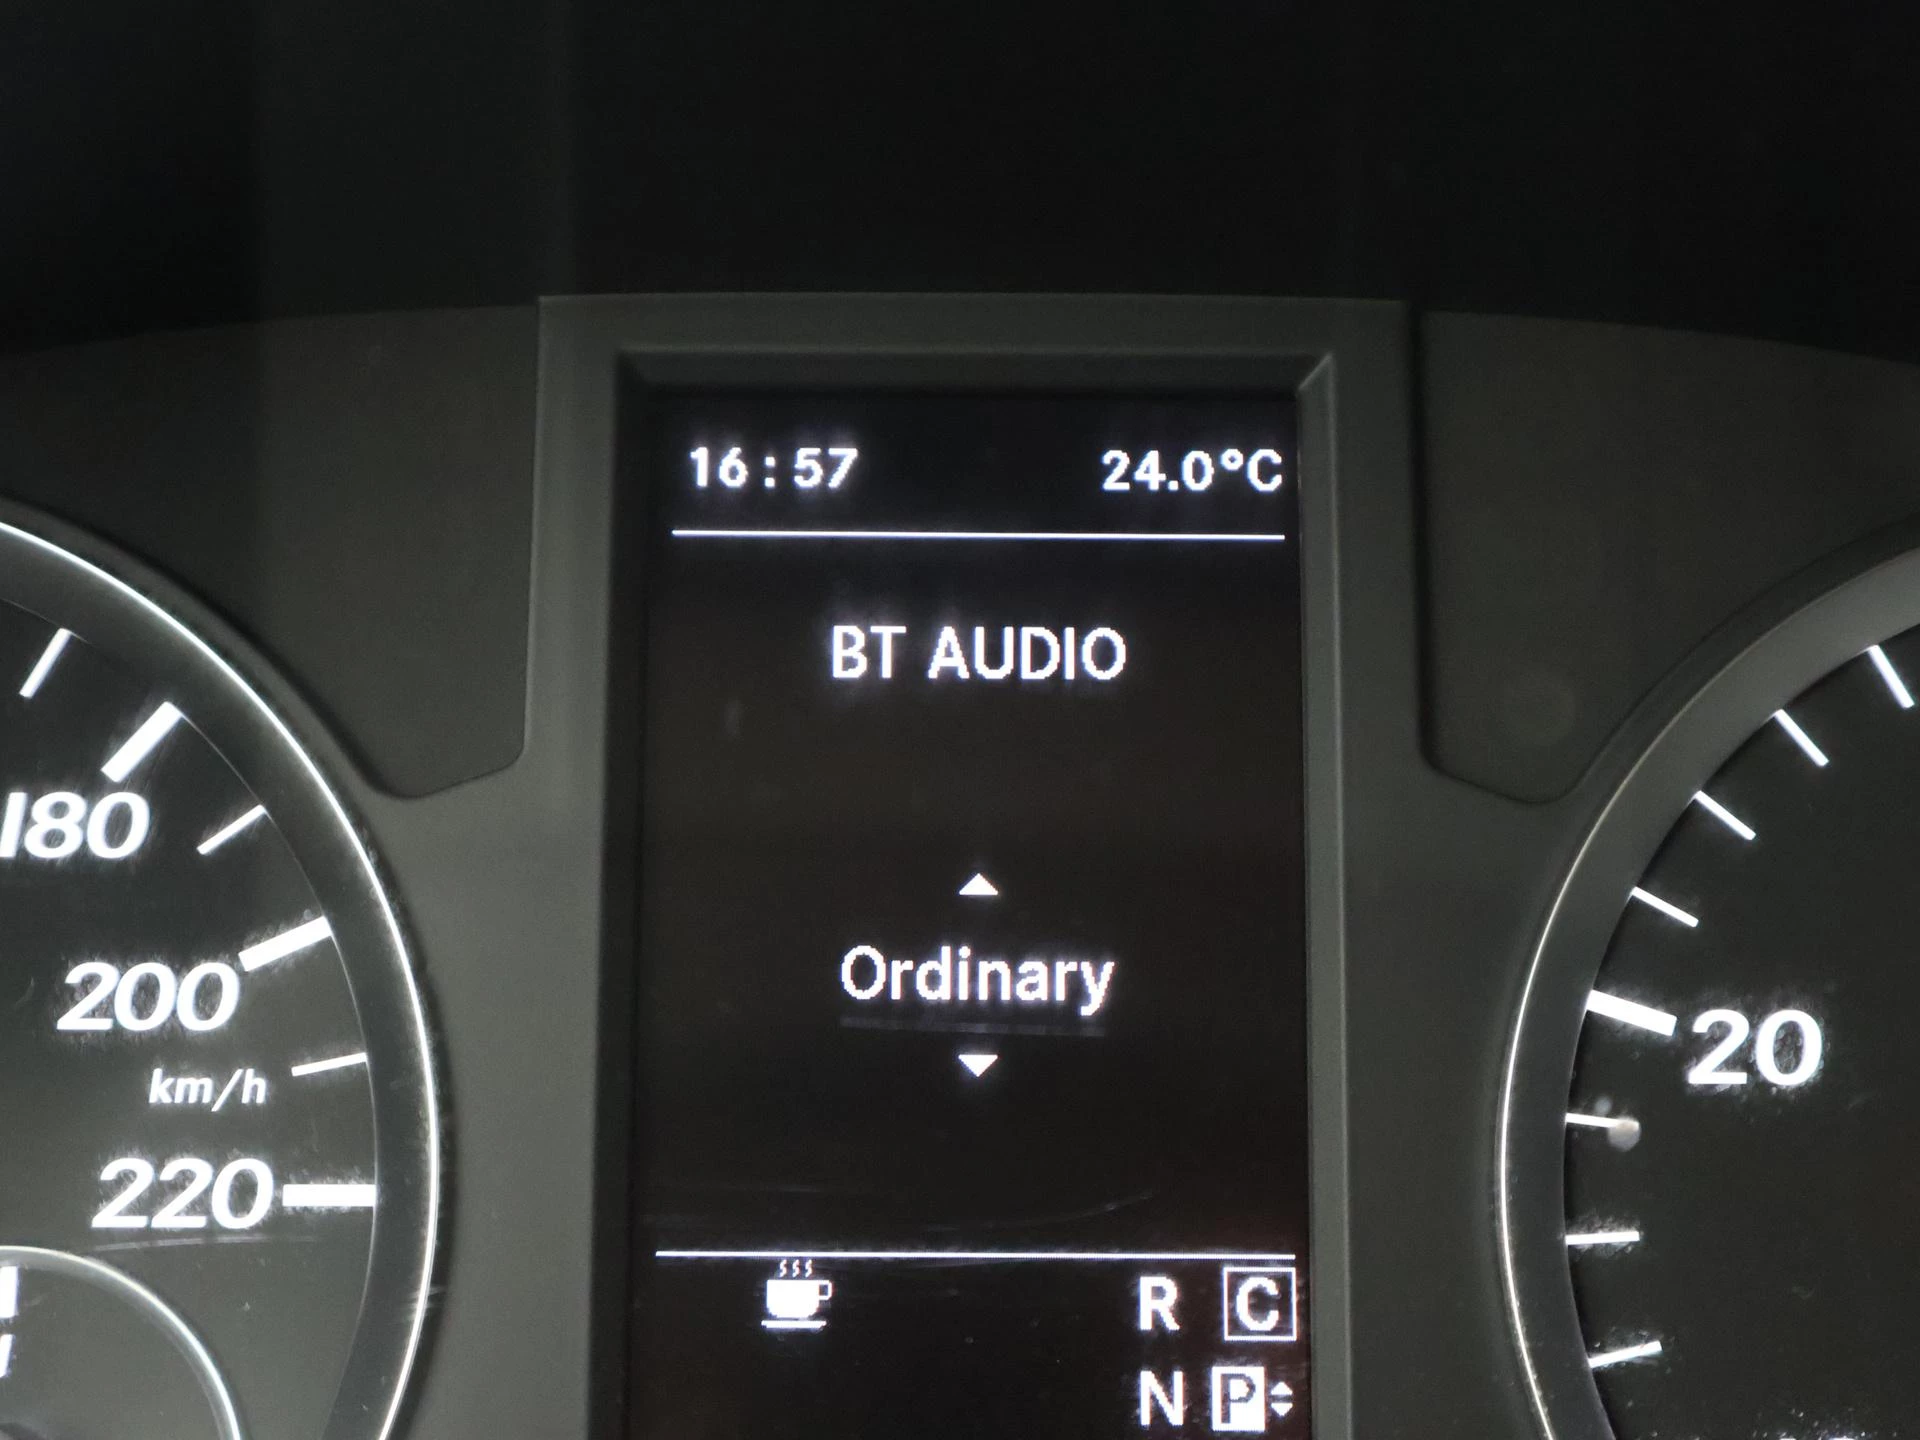 16:57 24.0°C
BT AUDIO
180
Ordinary
200
20
km/h
220
R C
N P